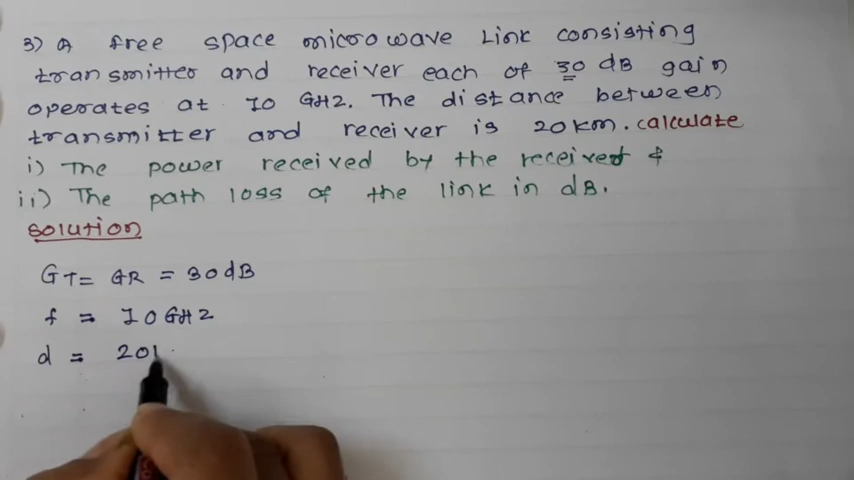 3) A free space microwave Link consisting
transmitter and receiver each of 30 dB gain
operates at 10 GHZ. The distance between
transmitter and receiver is 20 km. calculate
i) The power received by the received &
ii) The path loss of the link in dB.
solution
GT = GR = 30 dB
f = 10 GHZ
d = 20